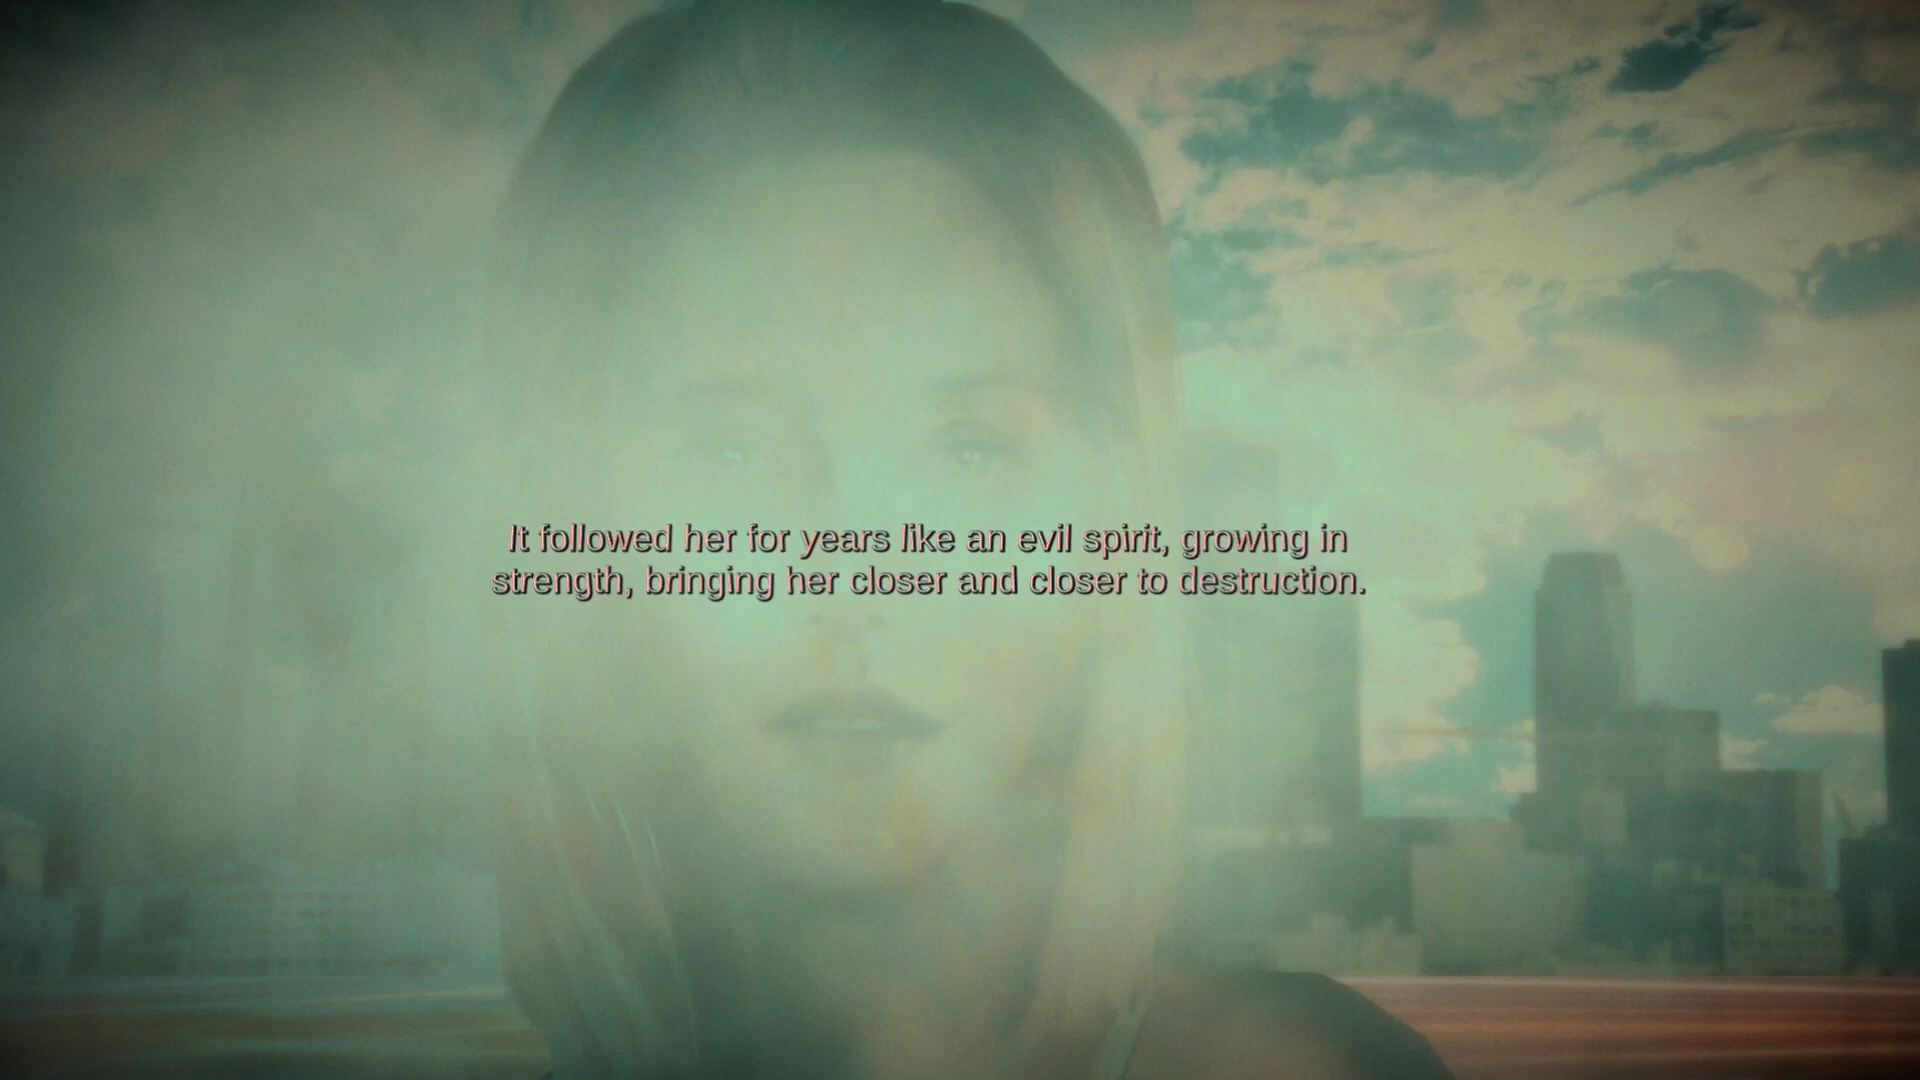 It followed her for years like an evil spirit, growing in
strength, bringing her closer and closer to destruction.